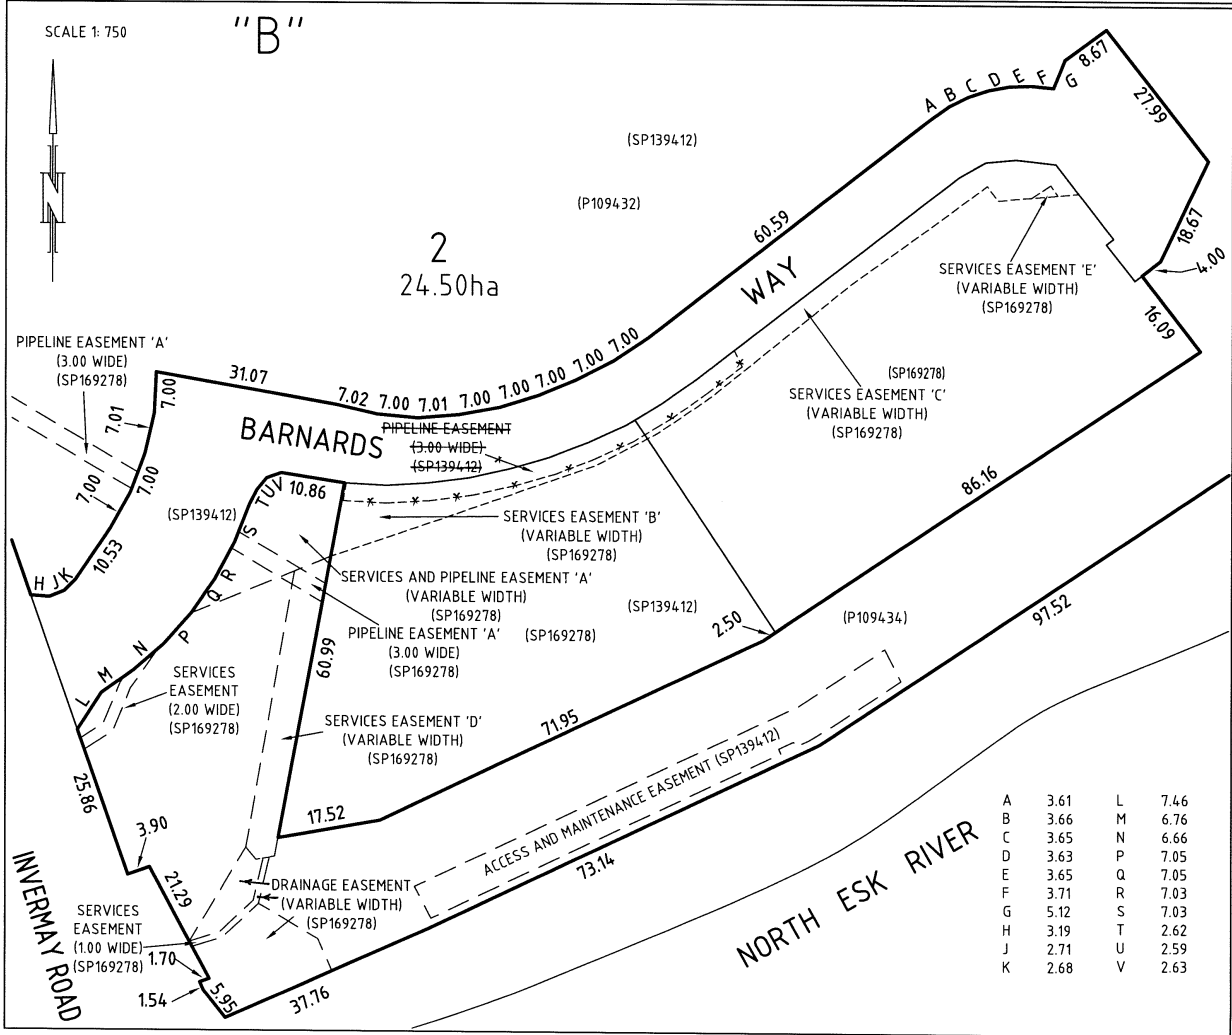 SCALE 1: 750
"B"
N
(SP139412)
(P109432)
2
24.50ha
A B C D E F G
8.67
27.99
18.67
4.00
16.09
60.59
WAY
SERVICES EASEMENT 'E'
(VARIABLE WIDTH)
(SP169278)
PIPELINE EASEMENT 'A'
(3.00 WIDE)
(SP169278)
7.00
7.01
7.00
7.00
10.53
31.07
7.02 7.00 7.01 7.00 7.00 7.00 7.00 7.00
BARNARDS
PIPELINE EASEMENT
(3.00 WIDE)
(SP139412)
(SP169278)
SERVICES EASEMENT 'C'
(VARIABLE WIDTH)
(SP169278)
H J K
(SP139412)
L M N P Q R S T U V
10.86
SERVICES EASEMENT 'B'
(VARIABLE WIDTH)
(SP169278)
86.16
SERVICES AND PIPELINE EASEMENT 'A'
(VARIABLE WIDTH)
(SP169278)
(SP139412)
2.50
(P109434)
97.52
PIPELINE EASEMENT 'A'
(3.00 WIDE)
(SP169278)
(SP169278)
60.99
SERVICES
EASEMENT
(2.00 WIDE)
(SP169278)
SERVICES EASEMENT 'D'
(VARIABLE WIDTH)
(SP169278)
71.95
17.52
25.86
3.90
21.29
ACCESS AND MAINTENANCE EASEMENT (SP139412)
73.14
DRAINAGE EASEMENT
(VARIABLE WIDTH)
(SP169278)
SERVICES
EASEMENT
(1.00 WIDE)
(SP169278)
1.70
1.54
5.95
37.76
INVERMAY ROAD
NORTH ESK RIVER
A 3.61 L 7.46
B 3.66 M 6.76
C 3.65 N 6.66
D 3.63 P 7.05
E 3.65 Q 7.05
F 3.71 R 7.03
G 5.12 S 7.03
H 3.19 T 2.62
J 2.71 U 2.59
K 2.68 V 2.63